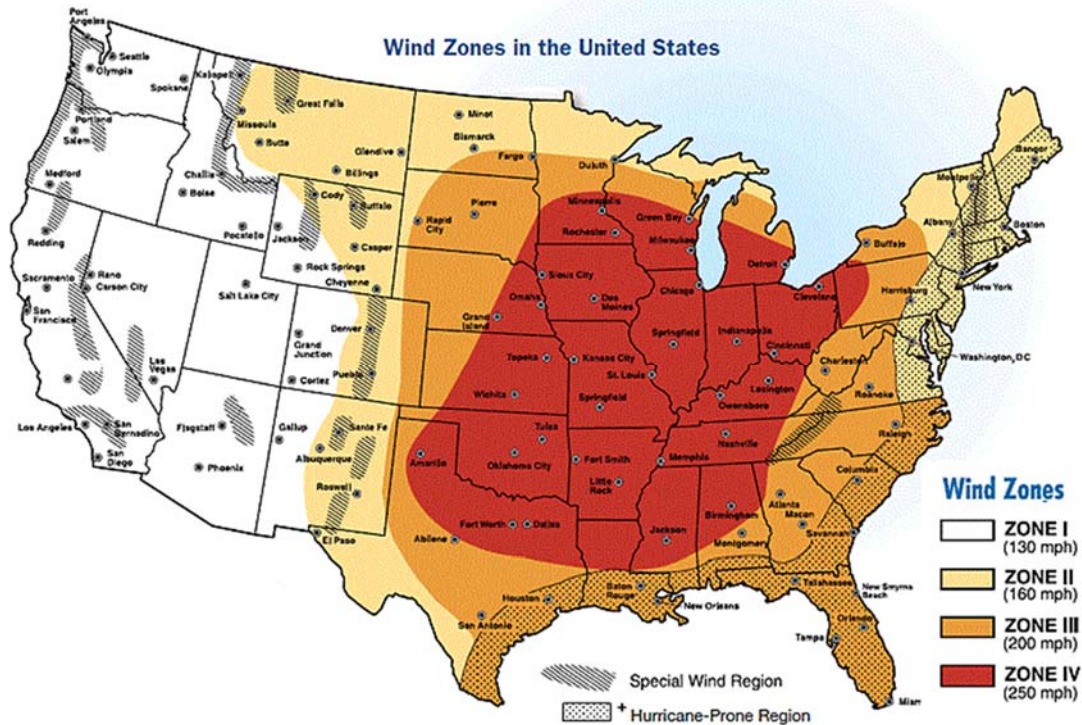 Wind Zones in the United States
Port
Angeles
Seattle
Olympia
Spokane
Kalispell
Great Falls
Missoula
Butte
Glendive
Billings
Minot
Bismarck
Fargo
Duluth
Portland
Salem
Medford
Challis
Boise
Pocatello
Cody
Buffalo
Jackson
Casper
Rock Springs
Cheyenne
Rapid
City
Pierre
Minneapolis
Rochester
Green Bay
Milwaukee
Detroit
Buffalo
Albany
Montpelier
Bangor
Boston
New York
Redding
Sacramento
Reno
Carson City
San
Francisco
Salt Lake City
Grand
Junction
Cortez
Denver
Pueblo
Grand
Island
Omaha
Sioux City
Des
Moines
Chicago
Springfield
Indianapolis
Cleveland
Cincinnati
Harrisburg
Washington, DC
Las
Vegas
Los Angeles
San
Bernadino
San
Diego
Flagstaff
Phoenix
Gallup
Sante Fe
Albuquerque
Roswell
El Paso
Topeka
Kansas City
St. Louis
Wichita
Springfield
Owensboro
Lexington
Charleston
Roanoke
Raleigh
Amarillo
Tulsa
Oklahoma City
Fort Smith
Little
Rock
Memphis
Nashville
Columbia
Atlanta
Macon
Savannah
Birmingham
Montgomery
Jackson
Fort Worth
Dallas
Abilene
Houston
San Antonio
Baton
Rouge
New Orleans
Tallahassee
New Smyrna
Beach
Orlando
Tampa
Miam
Wind Zones
ZONE I
(130 mph)
ZONE II
(160 mph)
ZONE III
(200 mph)
ZONE IV
(250 mph)
Special Wind Region
+ Hurricane-Prone Region